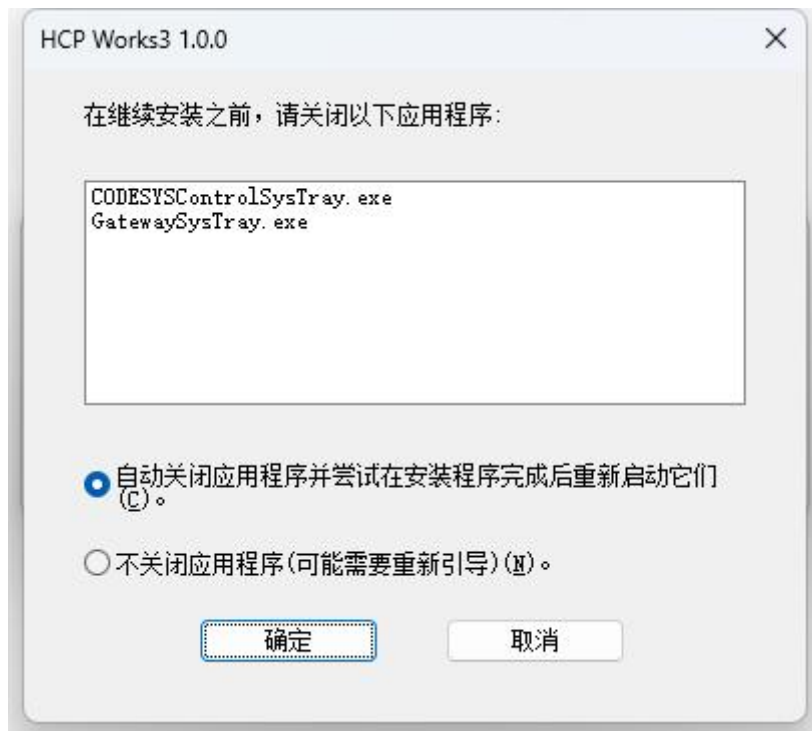 HCP Works3 1.0.0
在继续安装之前，请关闭以下应用程序:
CODESYSControlSysTray.exe
GatewaySysTray.exe
自动关闭应用程序并尝试在安装程序完成后重新启动它们
(C)。
不关闭应用程序(可能需要重新引导)(N)。
确定
取消